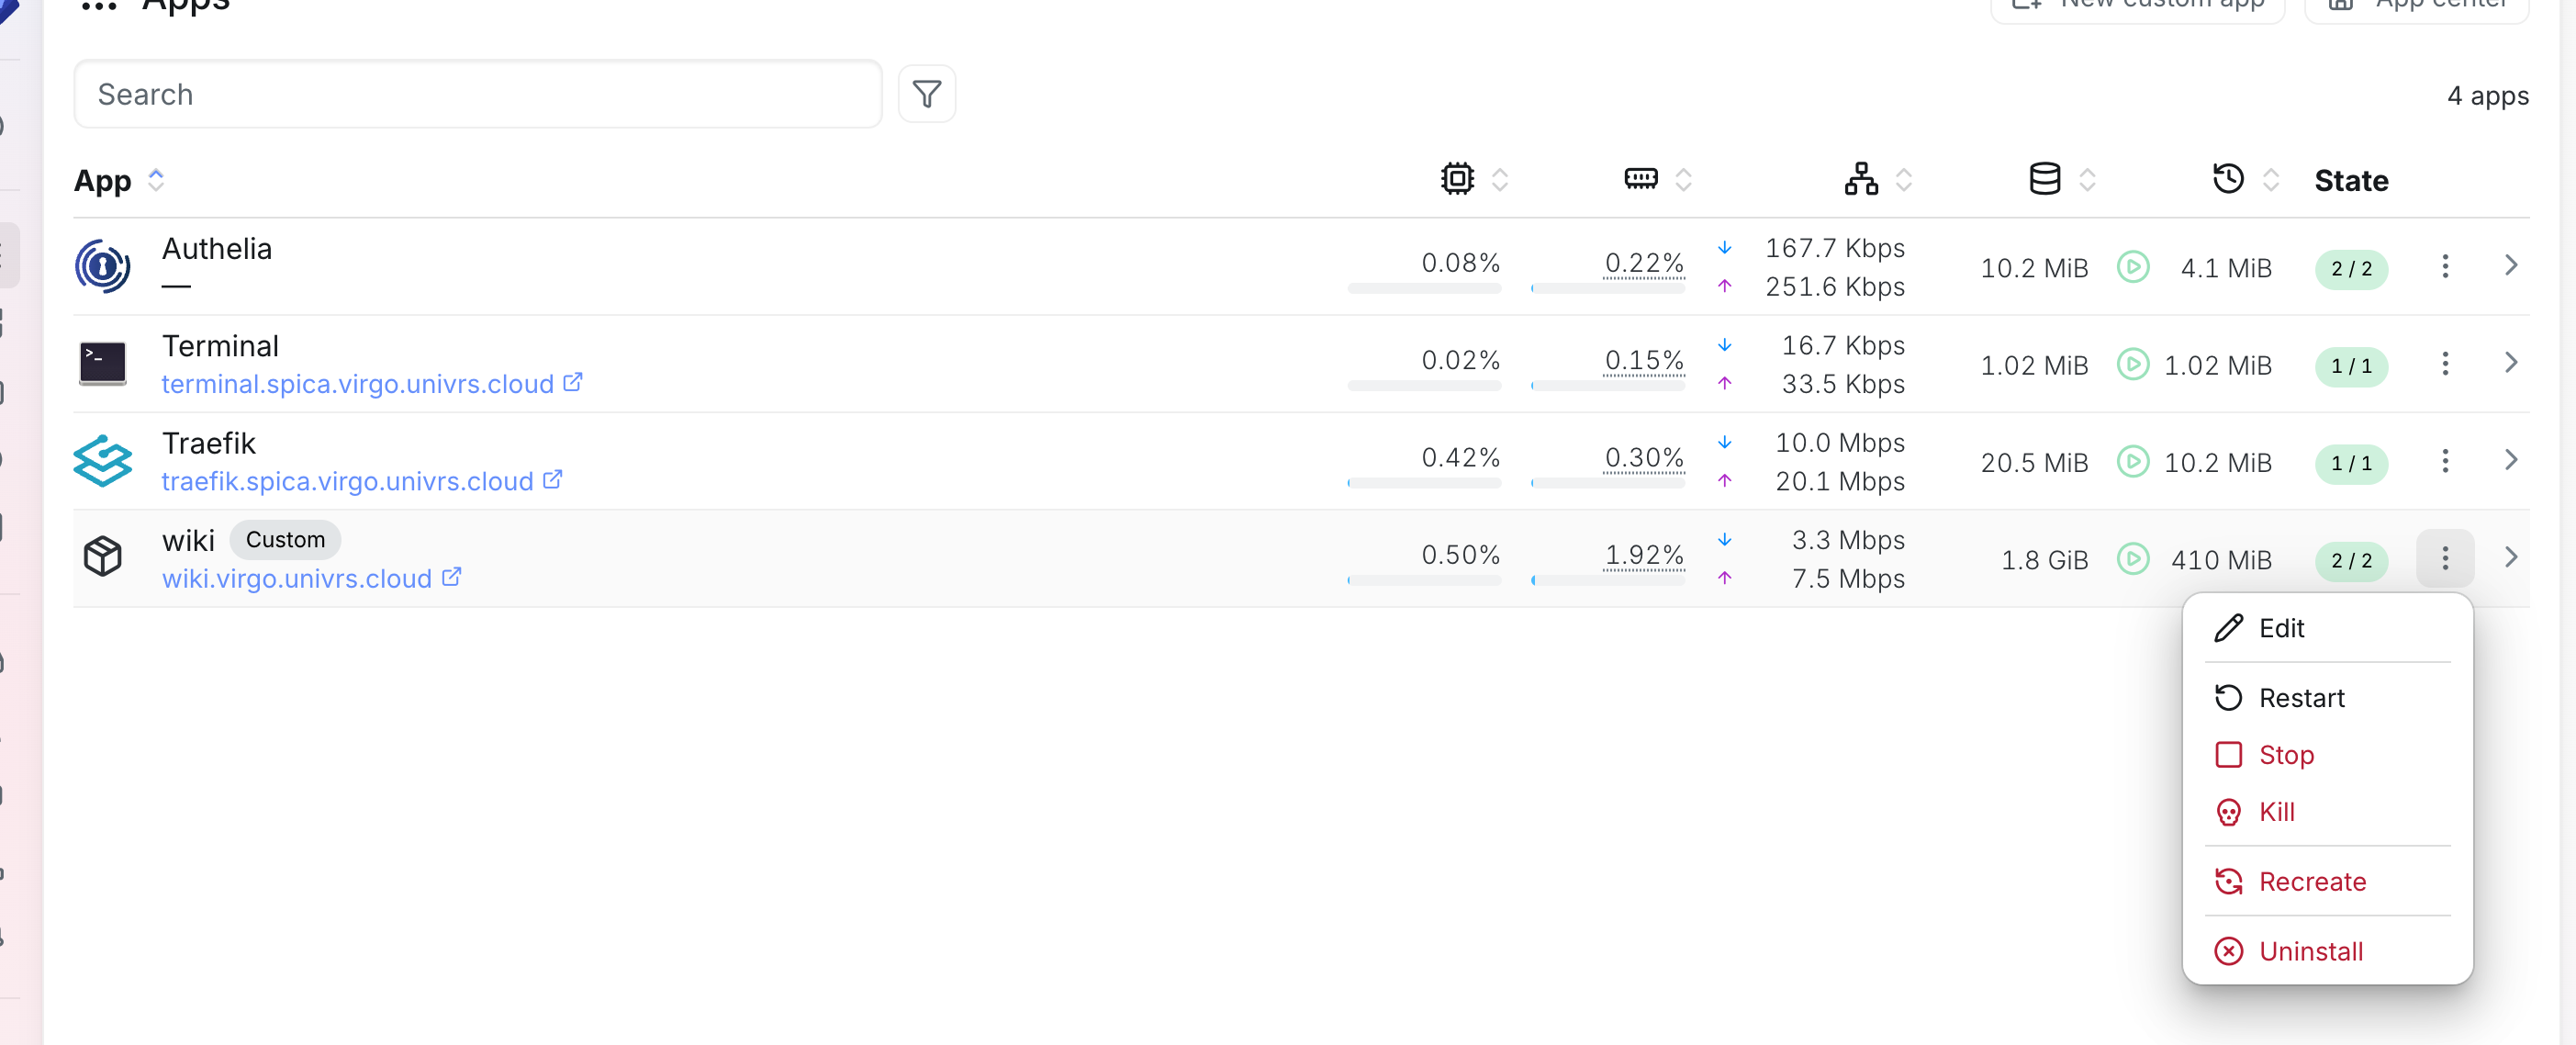 Apps
New custom app
App center
Search
4 apps
App
State
Authelia
—
0.08%
0.22%
167.7 Kbps
251.6 Kbps
10.2 MiB
4.1 MiB
2 / 2
Terminal
terminal.spica.virgo.univrs.cloud
0.02%
0.15%
16.7 Kbps
33.5 Kbps
1.02 MiB
1.02 MiB
1 / 1
Traefik
traefik.spica.virgo.univrs.cloud
0.42%
0.30%
10.0 Mbps
20.1 Mbps
20.5 MiB
10.2 MiB
1 / 1
wiki Custom
wiki.virgo.univrs.cloud
0.50%
1.92%
3.3 Mbps
7.5 Mbps
1.8 GiB
410 MiB
2 / 2
Edit
Restart
Stop
Kill
Recreate
Uninstall